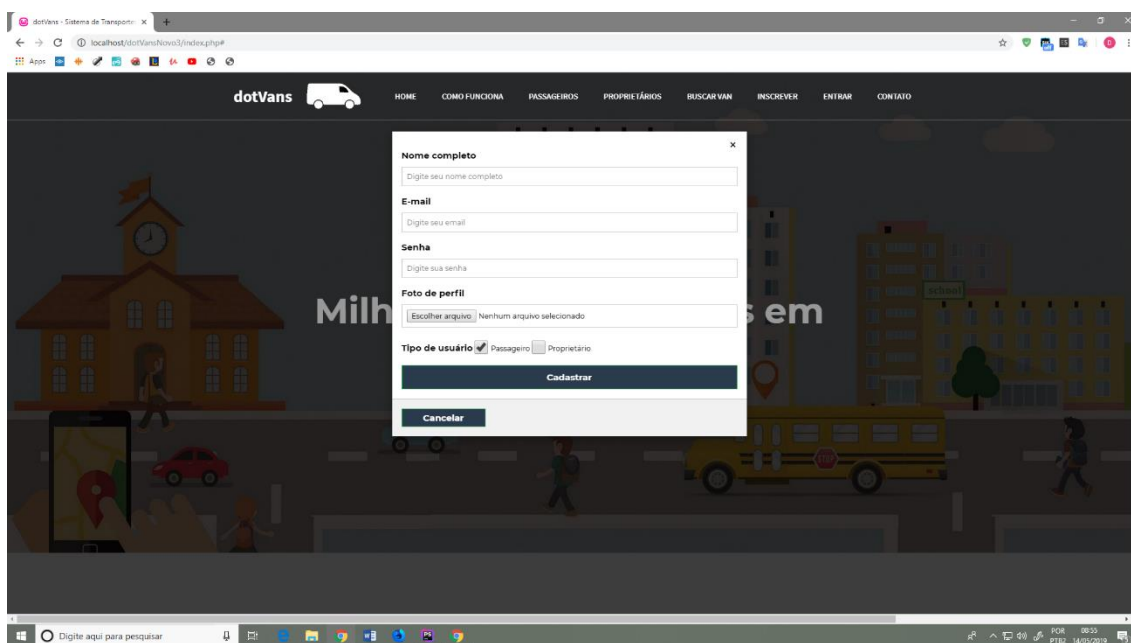 dotVans - Sistema de Transporte
localhost/dotVansNovo3/index.php#
Apps
dotVans
HOME COMO FUNCIONA PASSAGEIROS PROPRIETÁRIOS BUSCAR VAN INSCREVER ENTRAR CONTATO
×
Nome completo
Digite seu nome completo
E-mail
Digite seu email
Senha
Digite sua senha
Foto de perfil
Escolher arquivo Nenhum arquivo selecionado
Milh s em
school
Tipo de usuário Passageiro Proprietário
Cadastrar
Cancelar
STOP
Digite aqui para pesquisar
POR 08:53
PTB2 14/05/2019